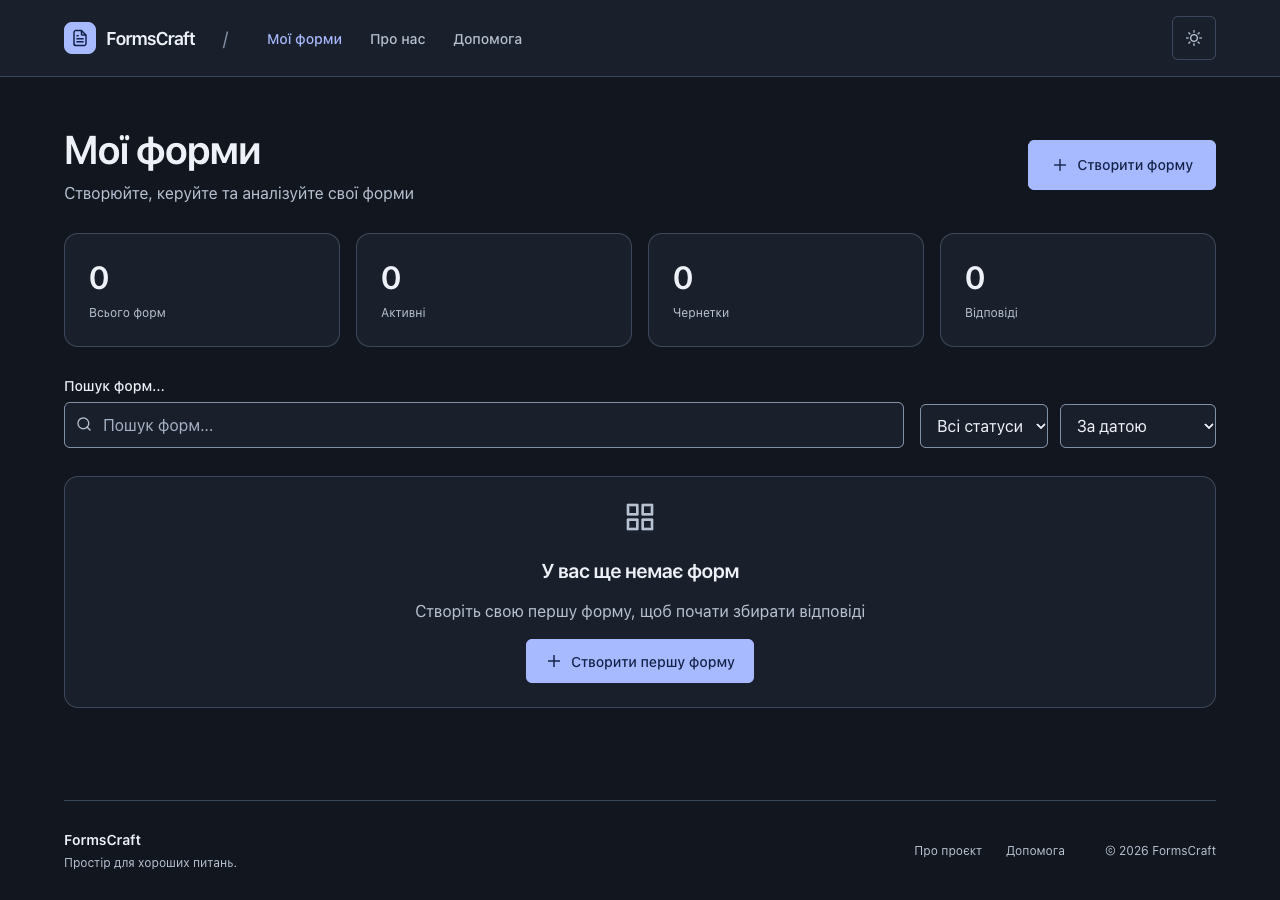 FormsCraft / Мої форми Про нас Допомога
Мої форми
Створюйте, керуйте та аналізуйте свої форми
Створити форму
0 0 0 0
Всього форм Активні Чернетки Відповіді
Пошук форм...
Пошук форм... Всі статуси За датою
У вас ще немає форм
Створіть свою першу форму, щоб почати збирати відповіді
Створити першу форму
FormsCraft
Простір для хороших питань.
Про проєкт Допомога © 2026 FormsCraft